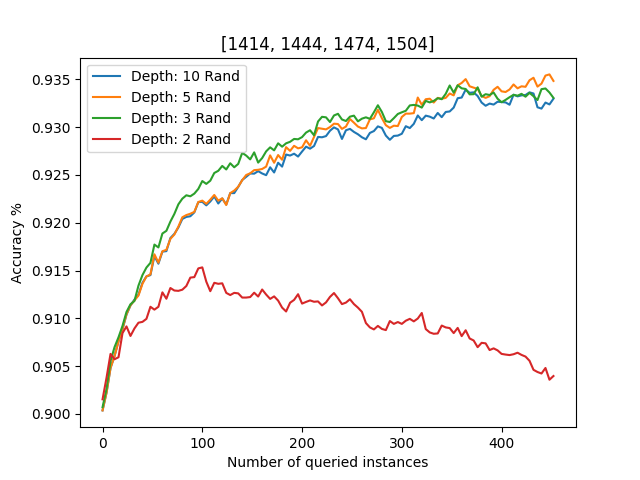 [1414, 1444, 1474, 1504]
Depth: 10 Rand
Depth: 5 Rand
Depth: 3 Rand
Depth: 2 Rand
0.935
0.930
0.925
0.920
0.915
0.910
0.905
0.900
Accuracy %
0 100 200 300 400
Number of queried instances